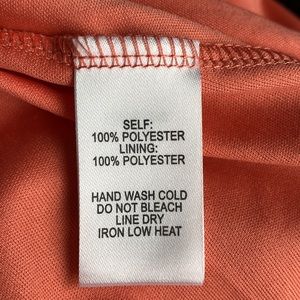 SELF:
100% POLYESTER
LINING:
100% POLYESTER
HAND WASH COLD
DO NOT BLEACH
LINE DRY
IRON LOW HEAT